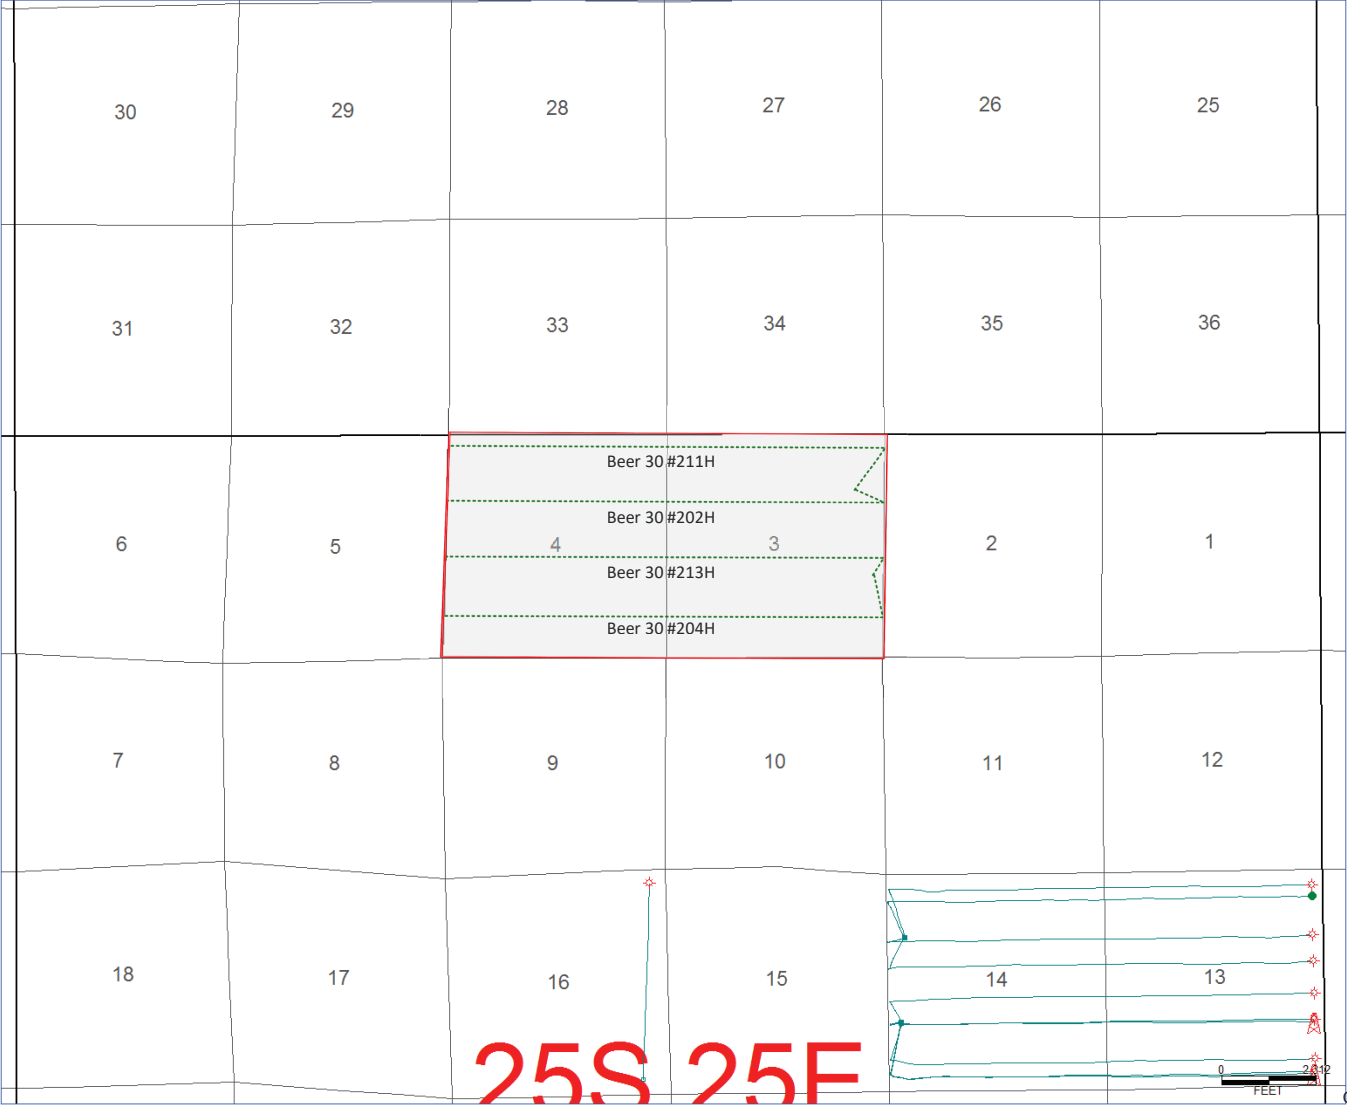 30 29 28 27 26 25
31 32 33 34 35 36
Beer 30 #211H
Beer 30 #202H
6 5 4 3 2 1
Beer 30 #213H
Beer 30 #204H
7 8 9 10 11 12
18 17 16 15 14 13
25S 25E
0
FEET